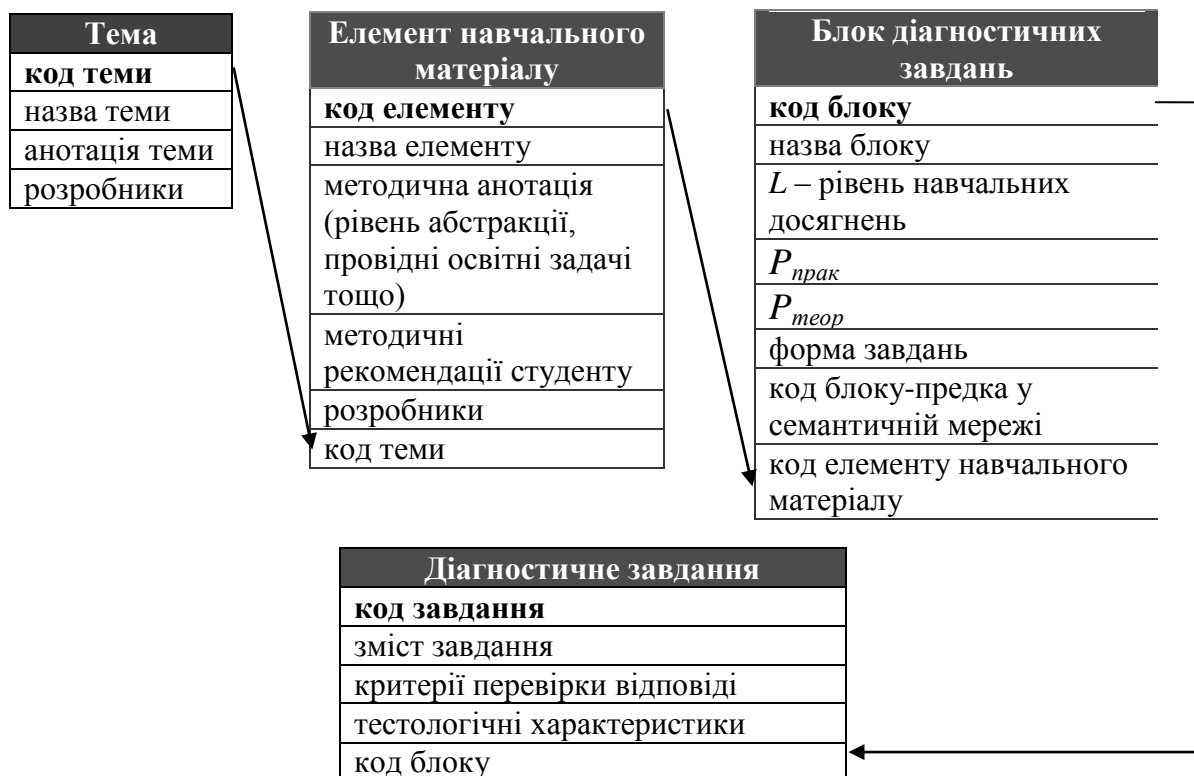 Тема
код теми
назва теми
анотація теми
розробники
Елемент навчального
матеріалу
код елементу
назва елементу
методична анотація
(рівень абстракції,
провідні освітні задачі
тощо)
методичні
рекомендації студенту
розробники
код теми
Блок діагностичних
завдань
код блоку
назва блоку
L – рівень навчальних
досягнень
Pпрак
Pтеор
форма завдань
код блоку-предка у
семантичній мережі
код елементу навчального
матеріалу
Діагностичне завдання
код завдання
зміст завдання
критерії перевірки відповіді
тестологічні характеристики
код блоку